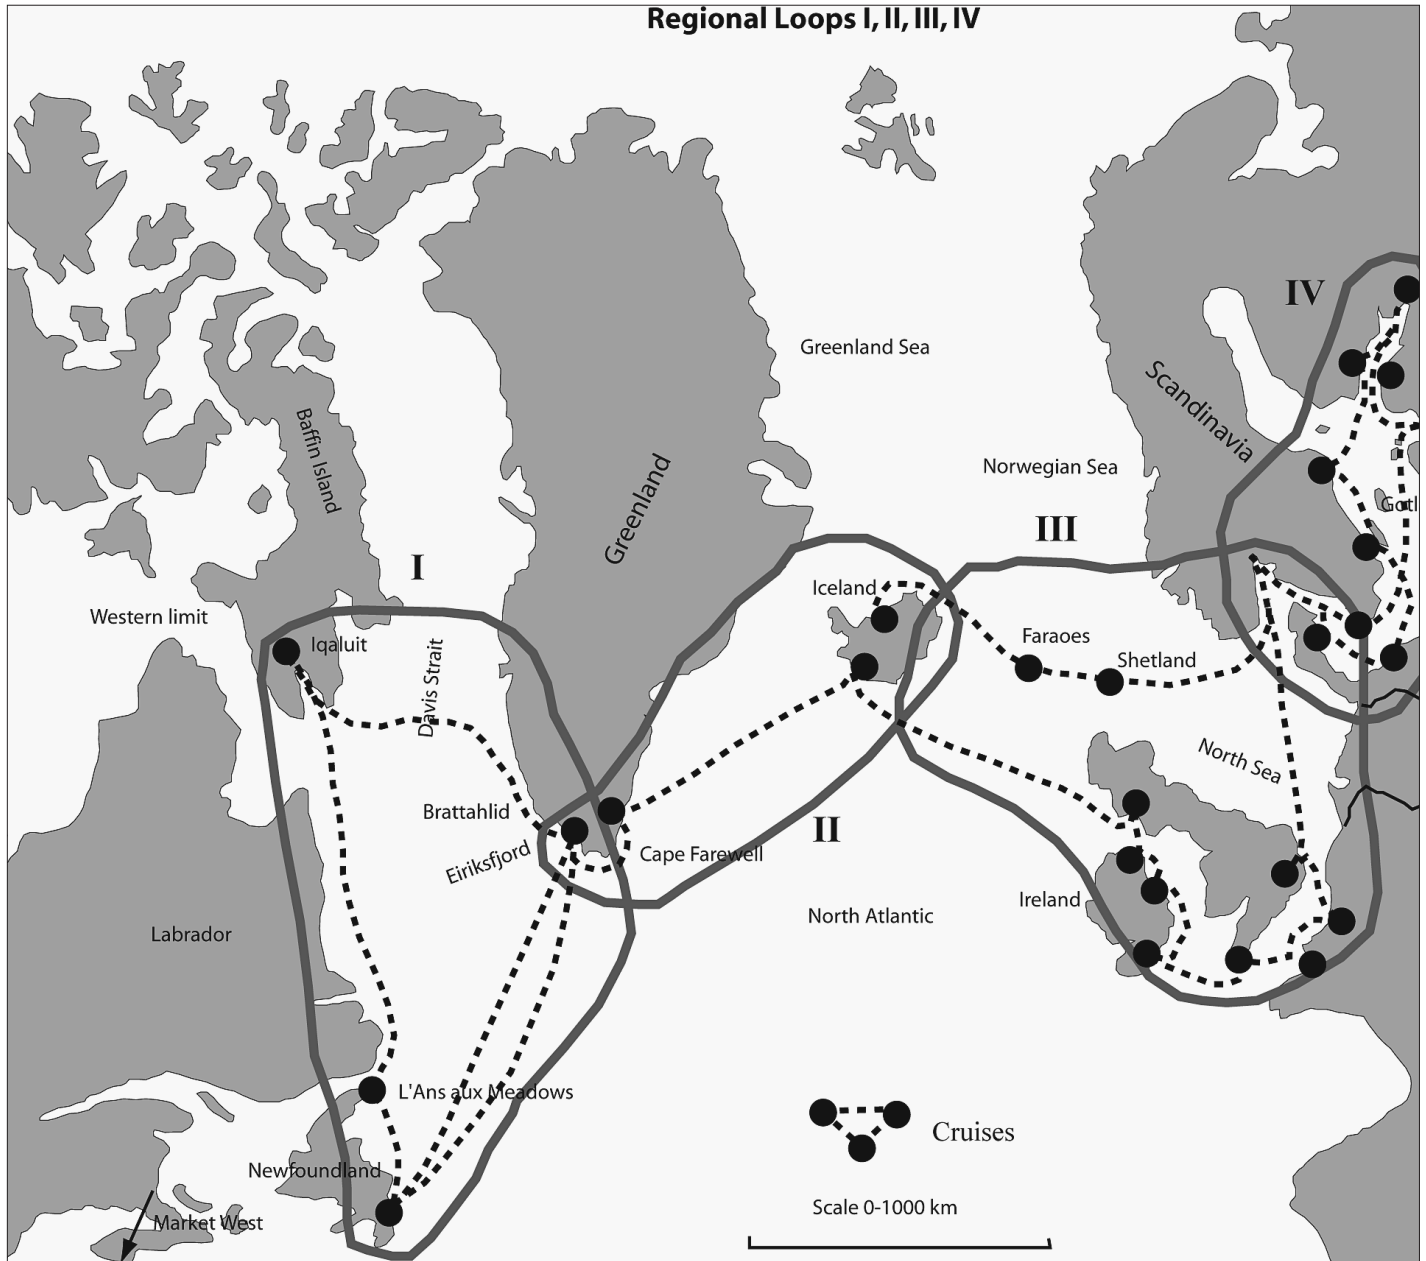 Regional Loops I, II, III, IV
IV
Greenland Sea
Scandinavia
Baffin Island
Norwegian Sea
Greenland
Gotl
III
I
Iceland
Western limit
Iqaluit
Faraoes
Shetland
Davis Strait
North Sea
Brattahlid
II
Eiriksfjord
Cape Farewell
Ireland
North Atlantic
Labrador
L'Ans aux Meadows
Cruises
Newfoundland
Scale 0-1000 km
Market West